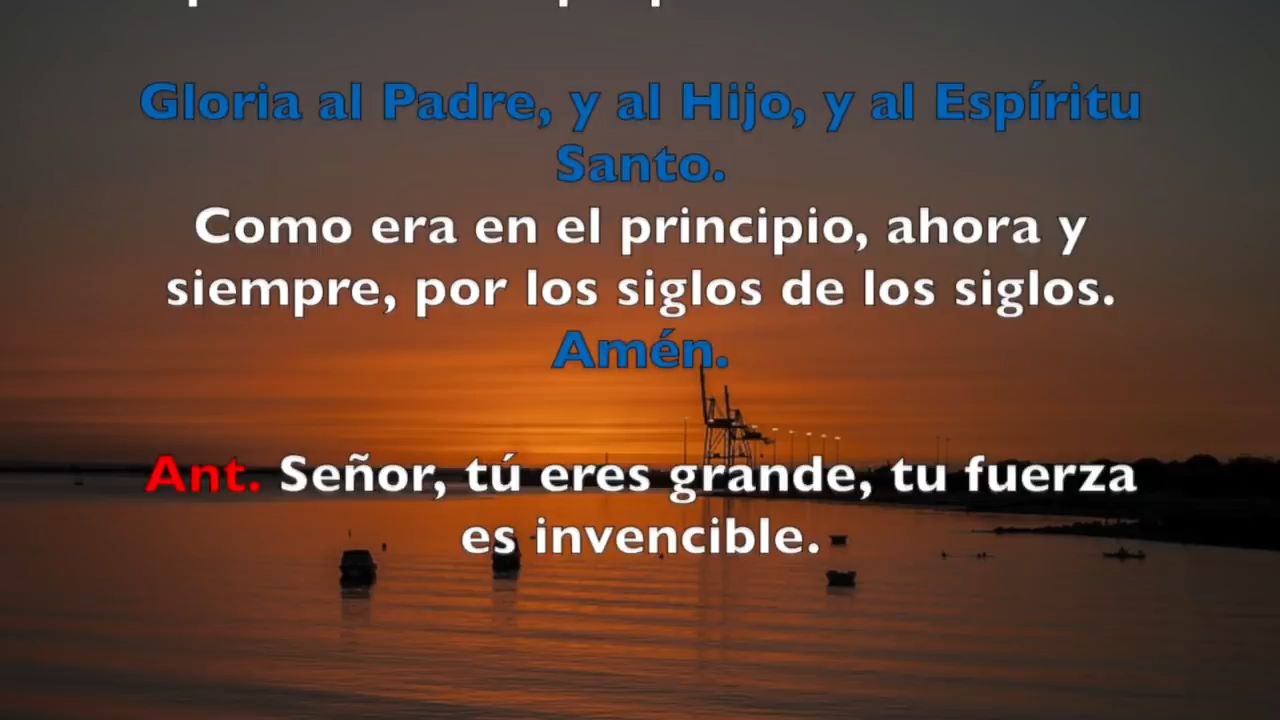 Gloria al Padre, y al Hijo, y al Espíritu
Santo.
Como era en el principio, ahora y
siempre, por los siglos de los siglos.
Amén.
Ant. Señor, tú eres grande, tu fuerza
es invencible.